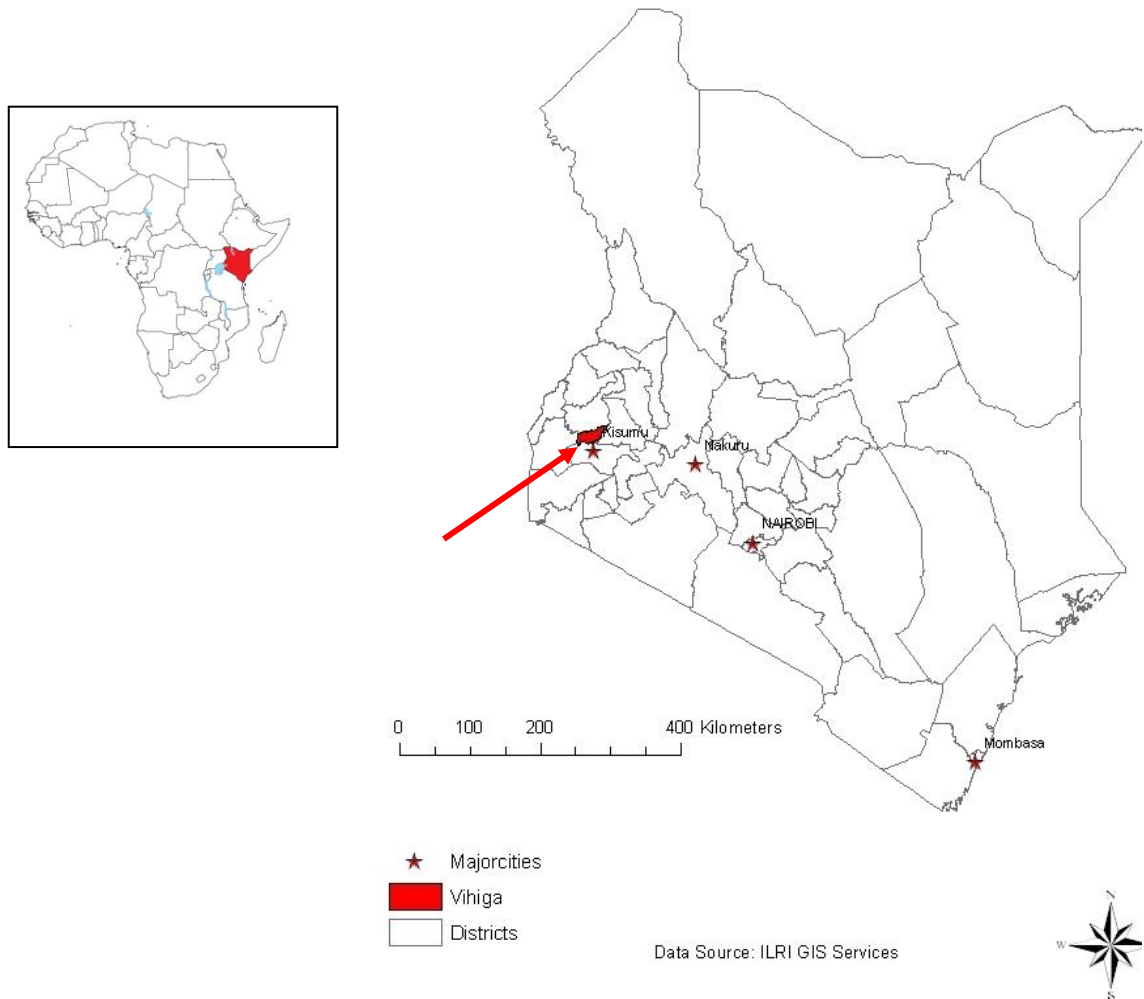 Kisumu
Nakuru
NAIROBI
Mombasa
0 100 200 400 Kilometers
Majorcities
Vihiga
Districts
Data Source: ILRI GIS Services
N
W
S